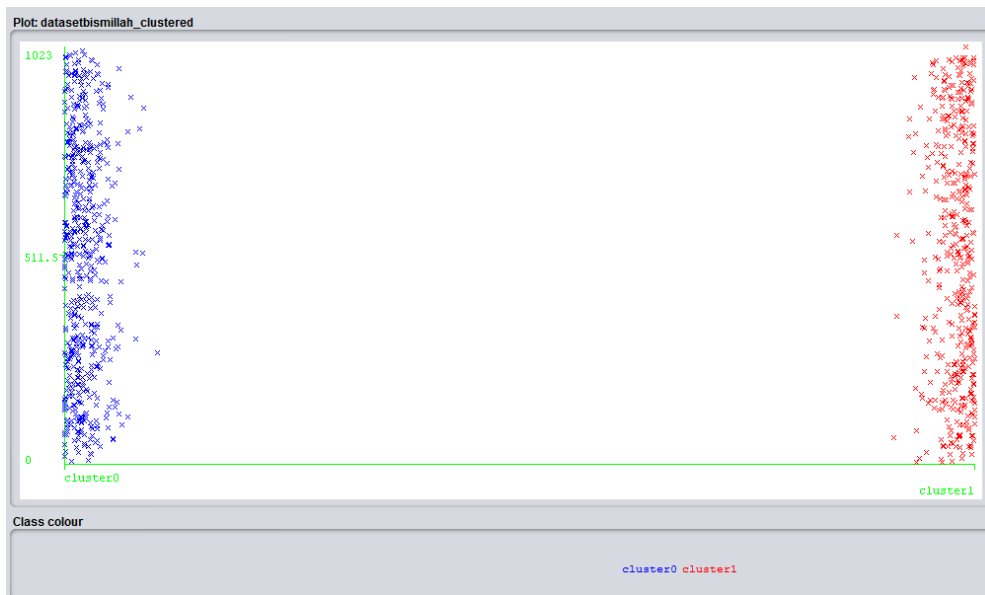 Plot: datasetbismillah_clustered
1023
511.5
0
cluster0
cluster1
Class colour
cluster0 cluster1